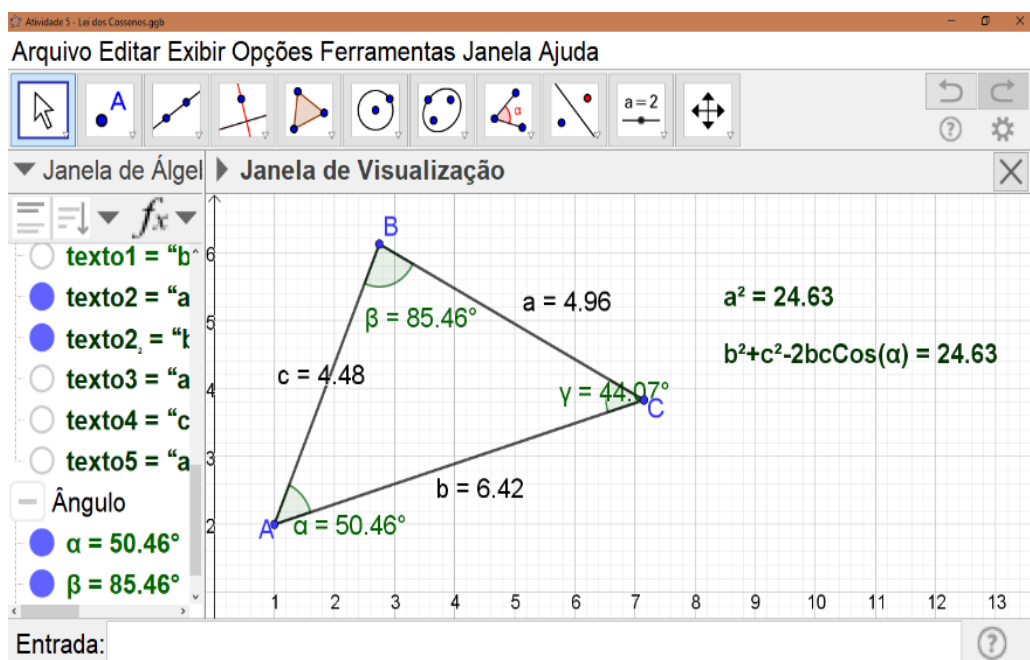 Atividade 5 - Lei dos Cossenos.ggb
Arquivo Editar Exibir Opções Ferramentas Janela Ajuda
A α a = 2
Janela de Álgel
Janela de Visualização
fx
texto1 = “b
texto2 = “a
texto2₂ = “b
texto3 = “a
texto4 = “c
texto5 = “a
Ângulo
α = 50.46°
β = 85.46°
6
5
4
3
2
B
β = 85.46°
a = 4.96
c = 4.48
γ = 44.07°
C
b = 6.42
A
α = 50.46°
a² = 24.63
b²+c²-2bcCos(α) = 24.63
1 2 3 4 5 6 7 8 9 10 11 12 13
Entrada: